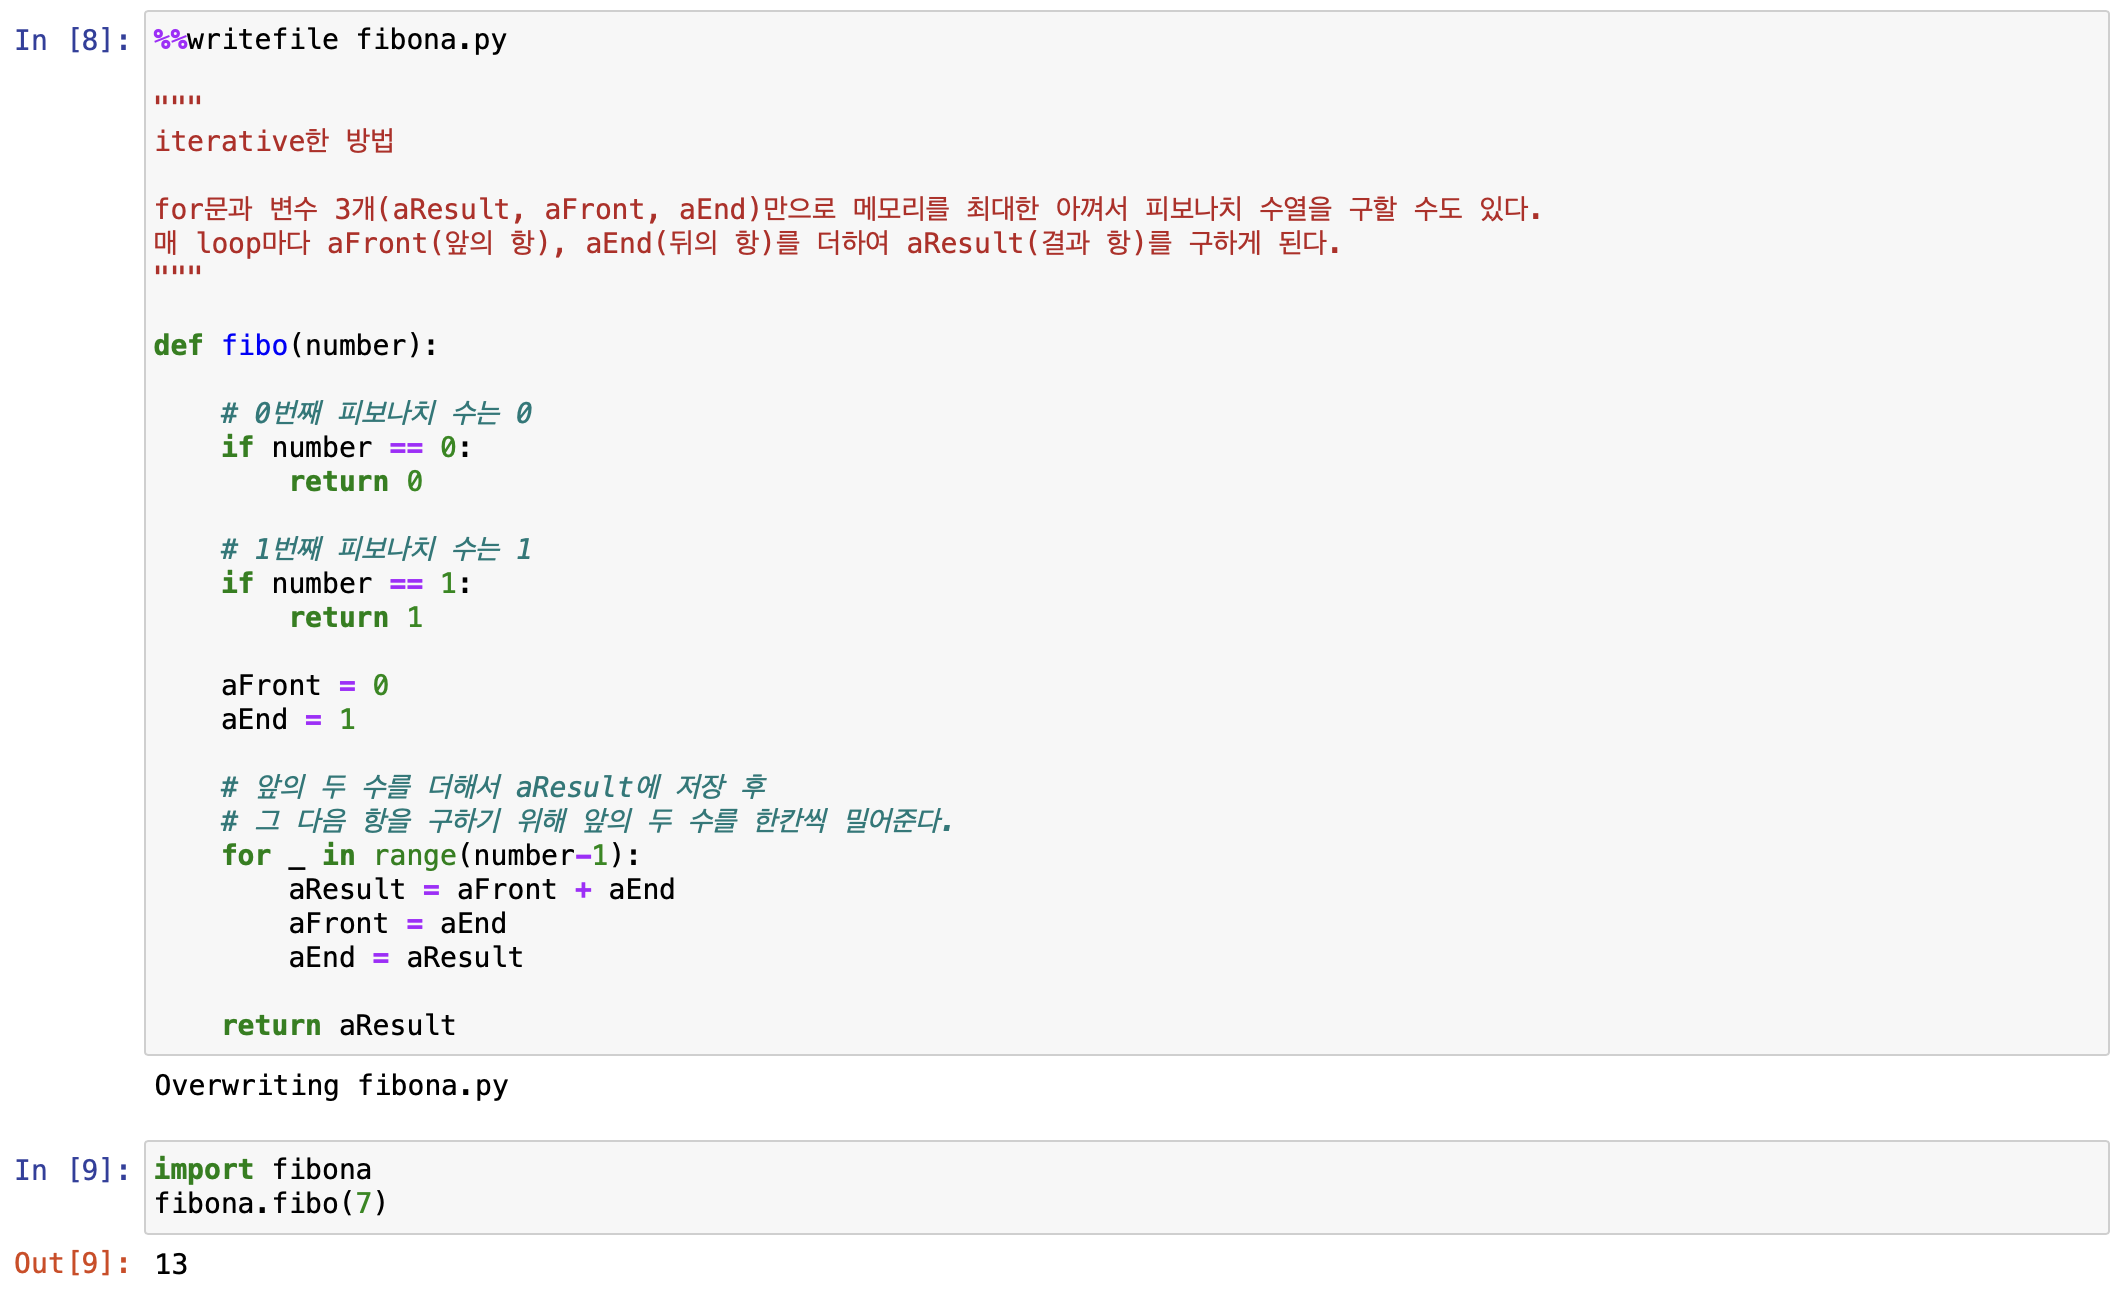 In [8]: %%writefile fibona.py
"""
iterative한 방법
for문과 변수 3개(aResult, aFront, aEnd)만으로 메모리를 최대한 아껴서 피보나치 수열을 구할 수도 있다.
매 loop마다 aFront(앞의 항), aEnd(뒤의 항)를 더하여 aResult(결과 항)를 구하게 된다.
"""
def fibo(number):
    # 0번째 피보나치 수는 0
    if number == 0:
        return 0
    # 1번째 피보나치 수는 1
    if number == 1:
        return 1
    aFront = 0
    aEnd = 1
    # 앞의 두 수를 더해서 aResult에 저장 후
    # 그 다음 항을 구하기 위해 앞의 두 수를 한칸씩 밀어준다.
    for _ in range(number-1):
        aResult = aFront + aEnd
        aFront = aEnd
        aEnd = aResult
    return aResult
Overwriting fibona.py
In [9]: import fibona
fibona.fibo(7)
Out[9]: 13